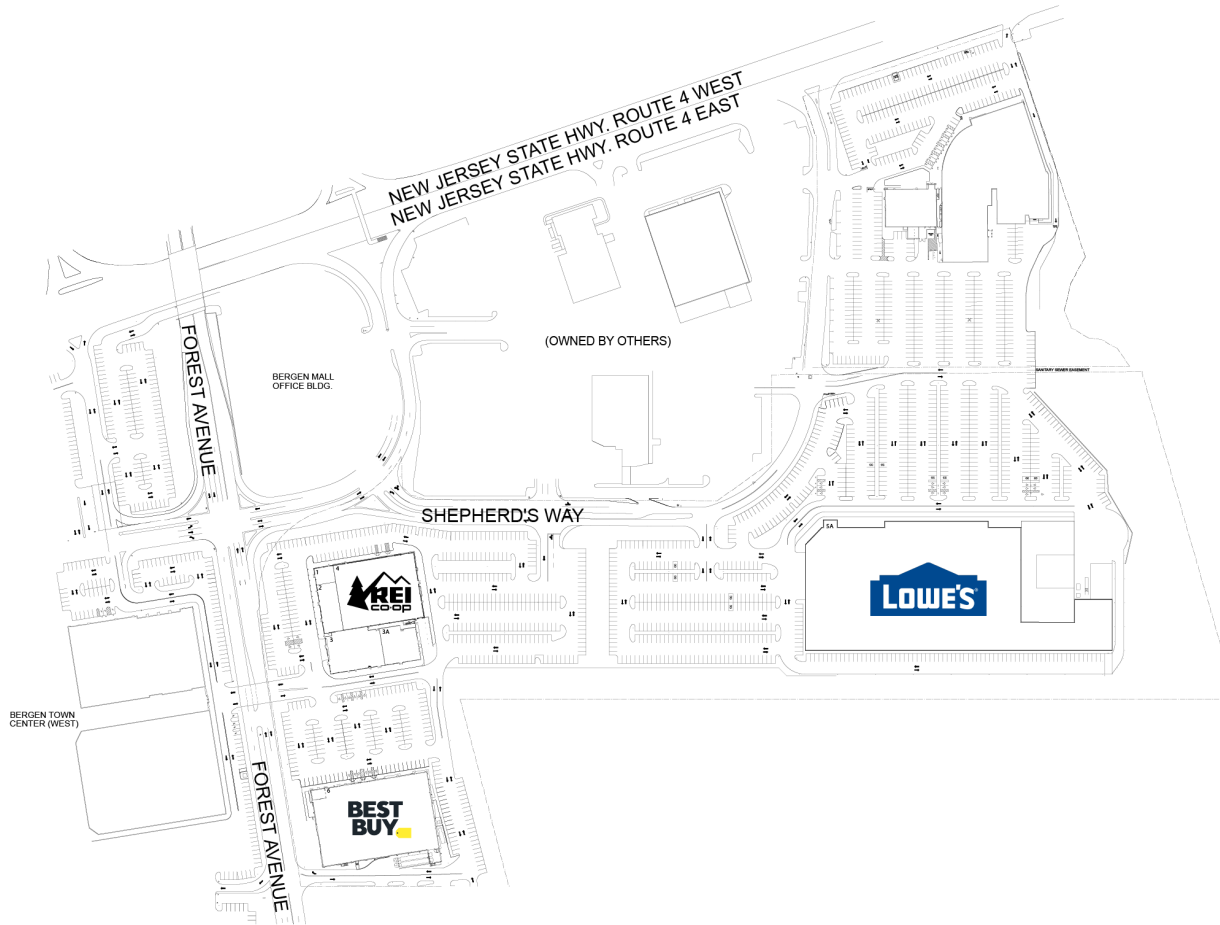 NEW JERSEY STATE HWY. ROUTE 4 WEST
NEW JERSEY STATE HWY. ROUTE 4 EAST
FOREST AVENUE
(OWNED BY OTHERS)
BERGEN MALL
OFFICE BLDG.
SANITARY SEWER EASEMENT
SHEPHERD'S WAY
5A
1
4
2
REI
co·op
3
3A
LOWE'S
BERGEN TOWN
CENTER (WEST)
FOREST AVENUE
6
BEST
BUY